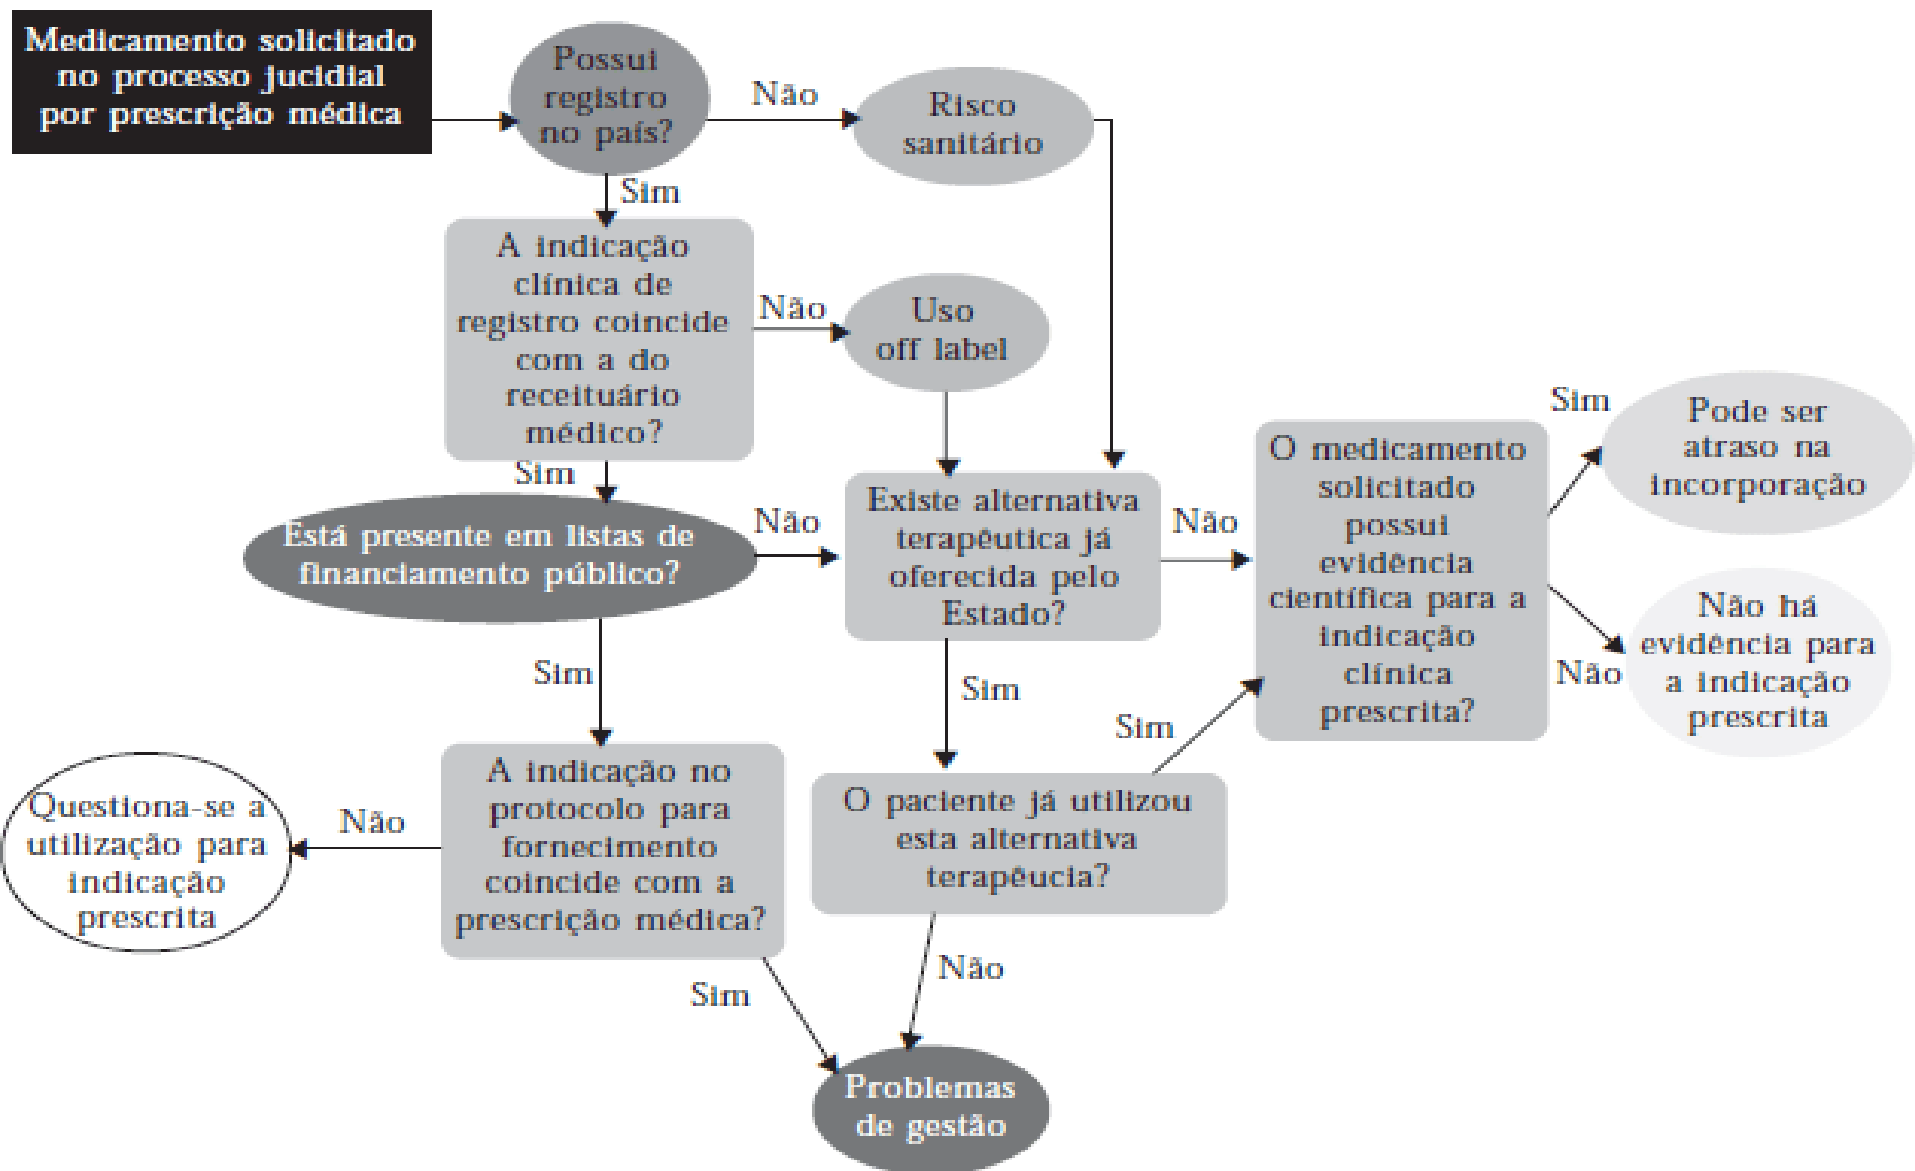 Medicamento solicitado
no processo jucidial
por prescrição médica
Possui
registro
no país?
Não
Risco
sanitário
Sim
A indicação
clínica de
registro coincide
com a do
receituário
médico?
Não
Uso
off label
Sim
Está presente em listas de
financiamento público?
Não
Existe alternativa
terapêutica já
oferecida pelo
Estado?
Não
O medicamento
solicitado
possui
evidência
científica para a
indicação
clínica
prescrita?
Sim
Pode ser
atraso na
incorporação
Não
Não há
evidência para
a indicação
prescrita
Sim
Sim
Sim
A indicação no
protocolo para
fornecimento
coincide com a
prescrição médica?
Não
Questiona-se a
utilização para
indicação
prescrita
O paciente já utilizou
esta alternativa
terapêucia?
Sim
Não
Problemas
de gestão